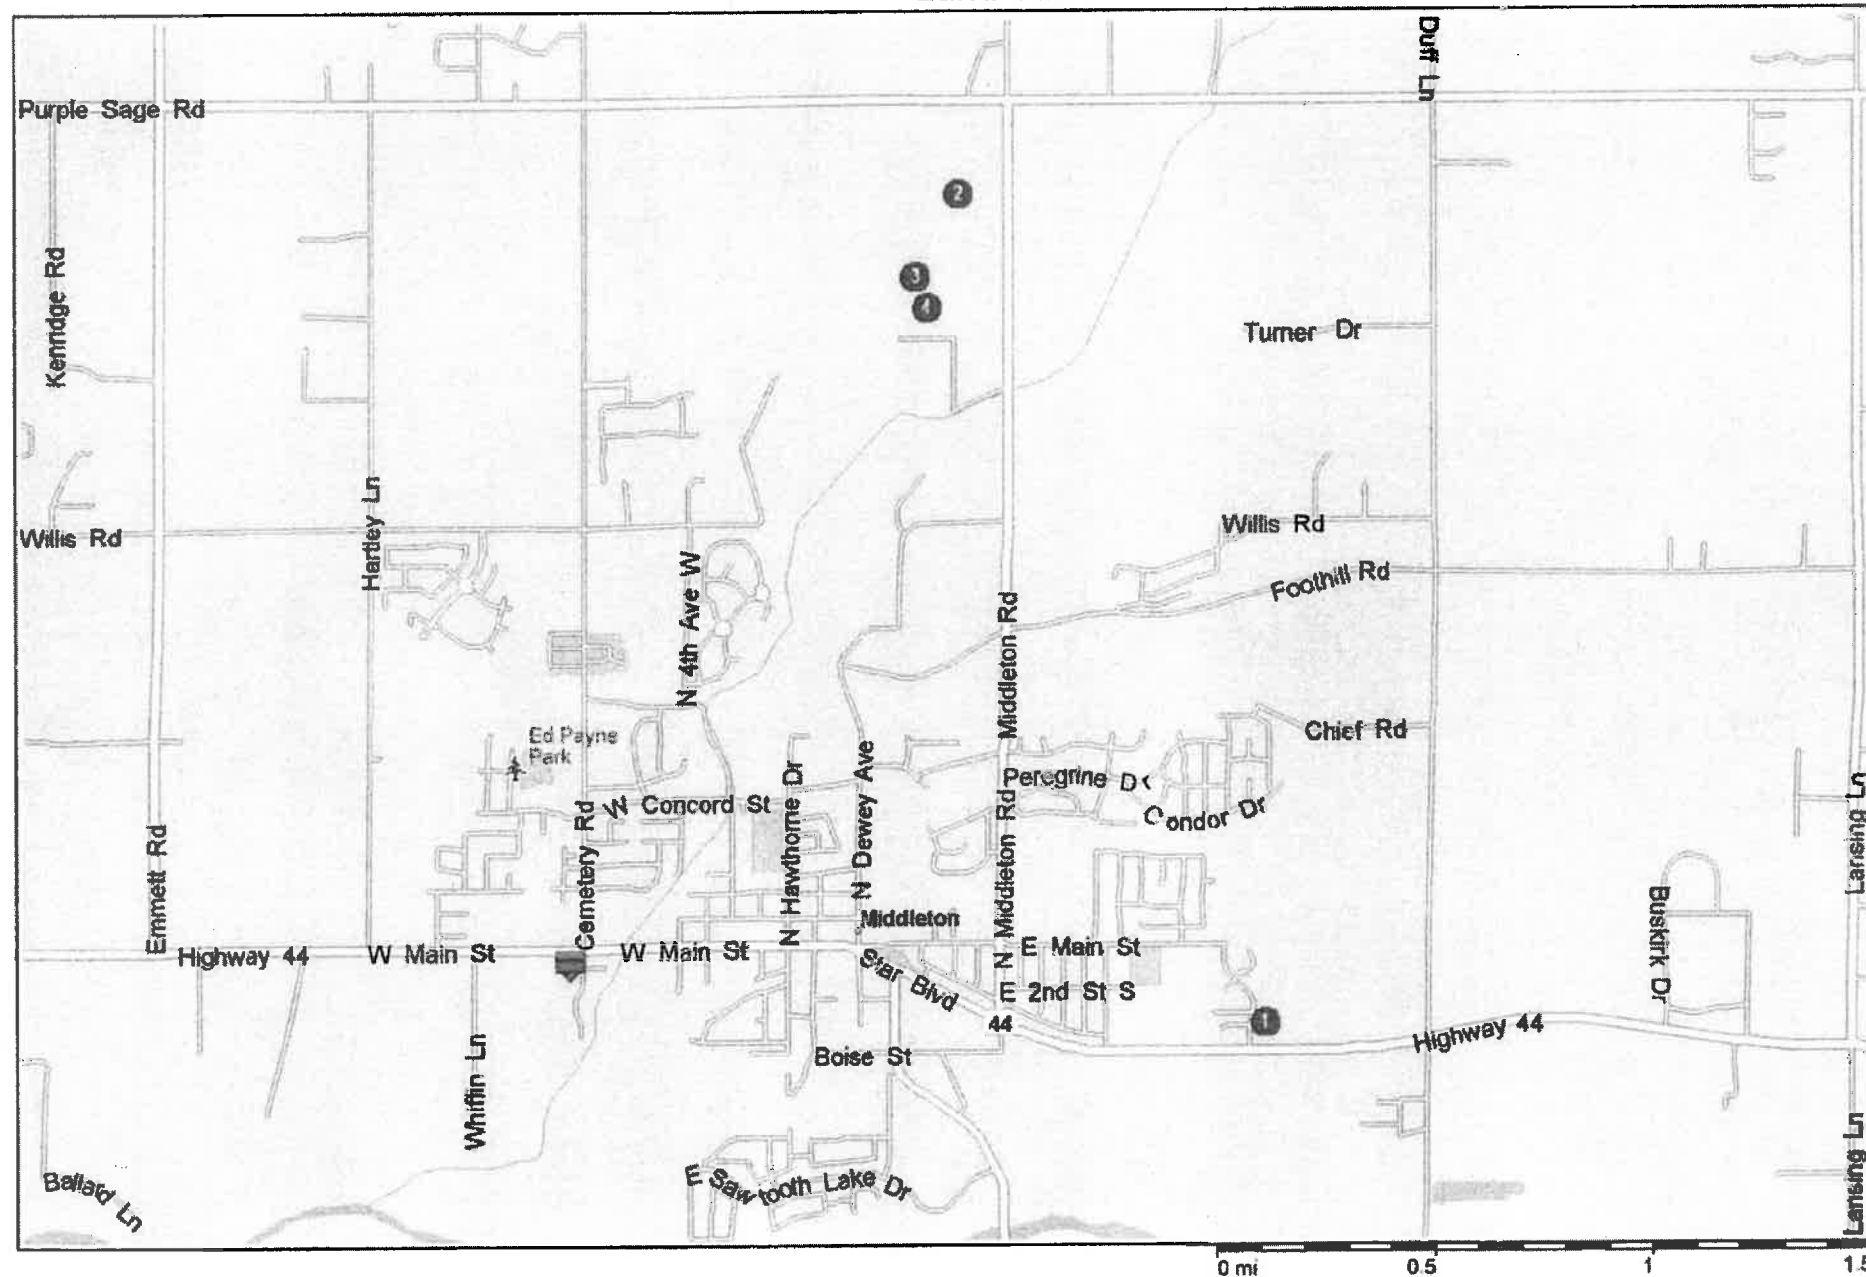 Duff Ln
Purple Sage Rd
2
Kenridge Rd
3
4
Turner Dr
Hartley Ln
Willis Rd
Willis Rd
Foothill Rd
N 4th Ave W
Middleton Rd
Chief Rd
Ed Payne
Park
Peregrine Dr
W Concord St
Condor Dr
Emmett Rd
Cemetery Rd
N Hawthorne Dr
N Dewey Ave
N Middleton Rd
Lansing Ln
Buskirk Dr
Middleton
Highway 44
W Main St
W Main St
E Main St
Star Blvd
E 2nd St S
44
1
Highway 44
Boise St
Whiffin Ln
Ballard Ln
E Sawtooth Lake Dr
Lansing Ln
0 mi
0.5
1